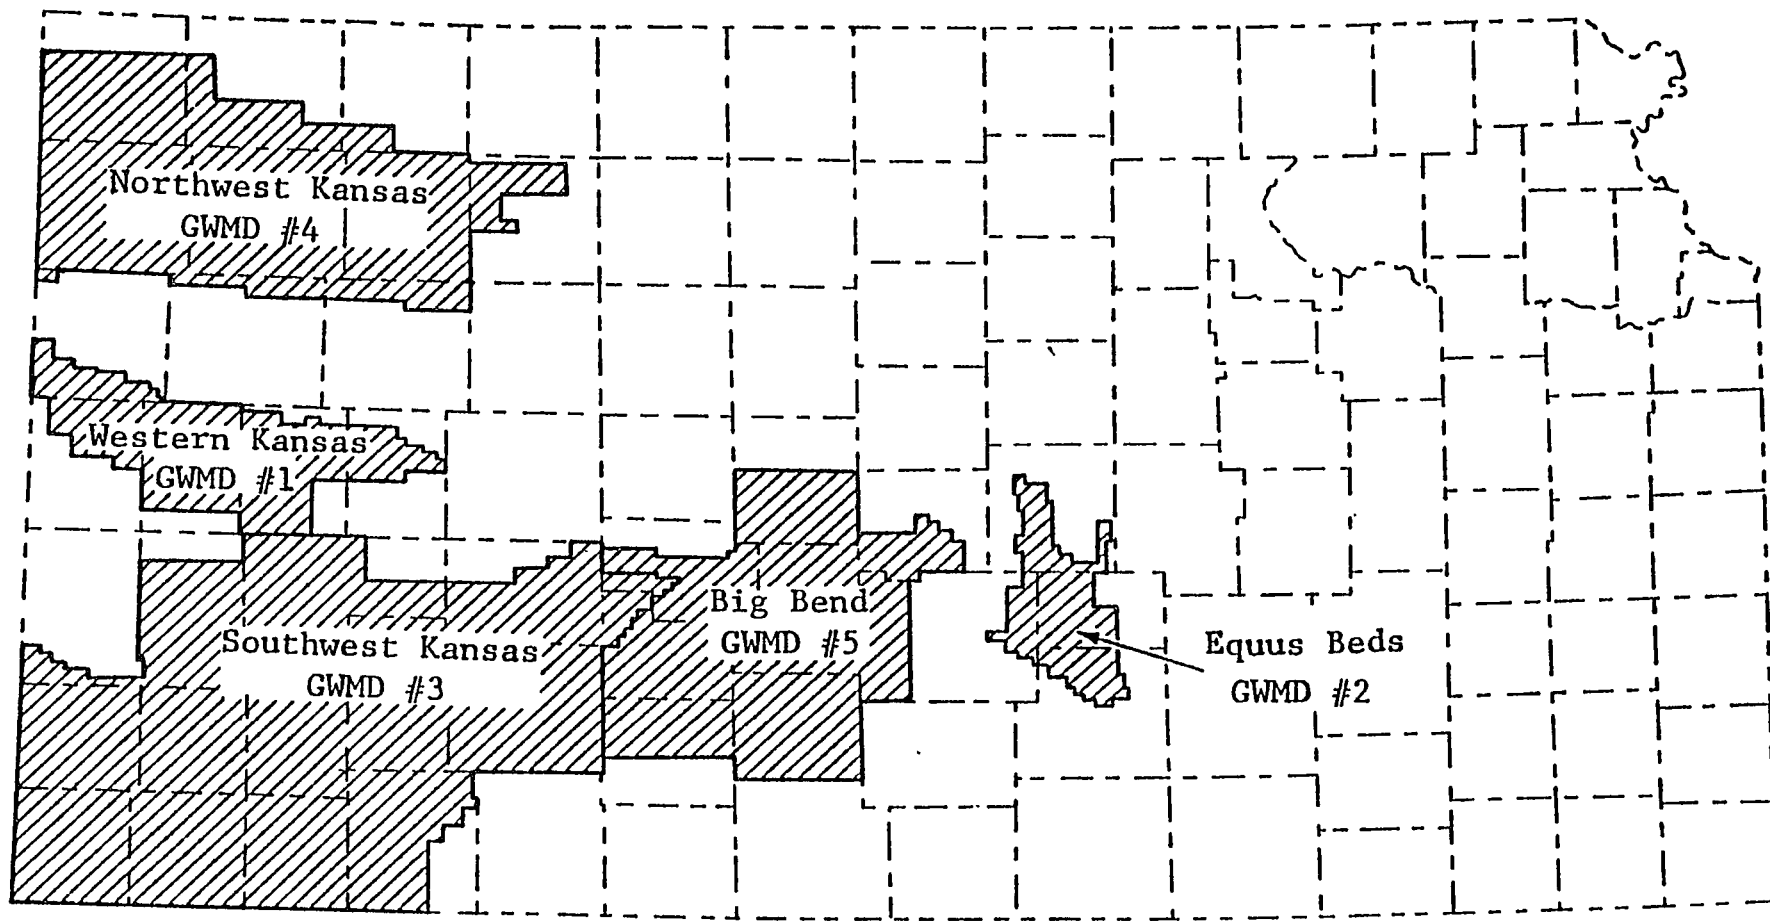 Northwest Kansas
GWMD #4
Western Kansas
GWMD #1
Southwest Kansas
GWMD #3
Big Bend
GWMD #5
Equus Beds
GWMD #2